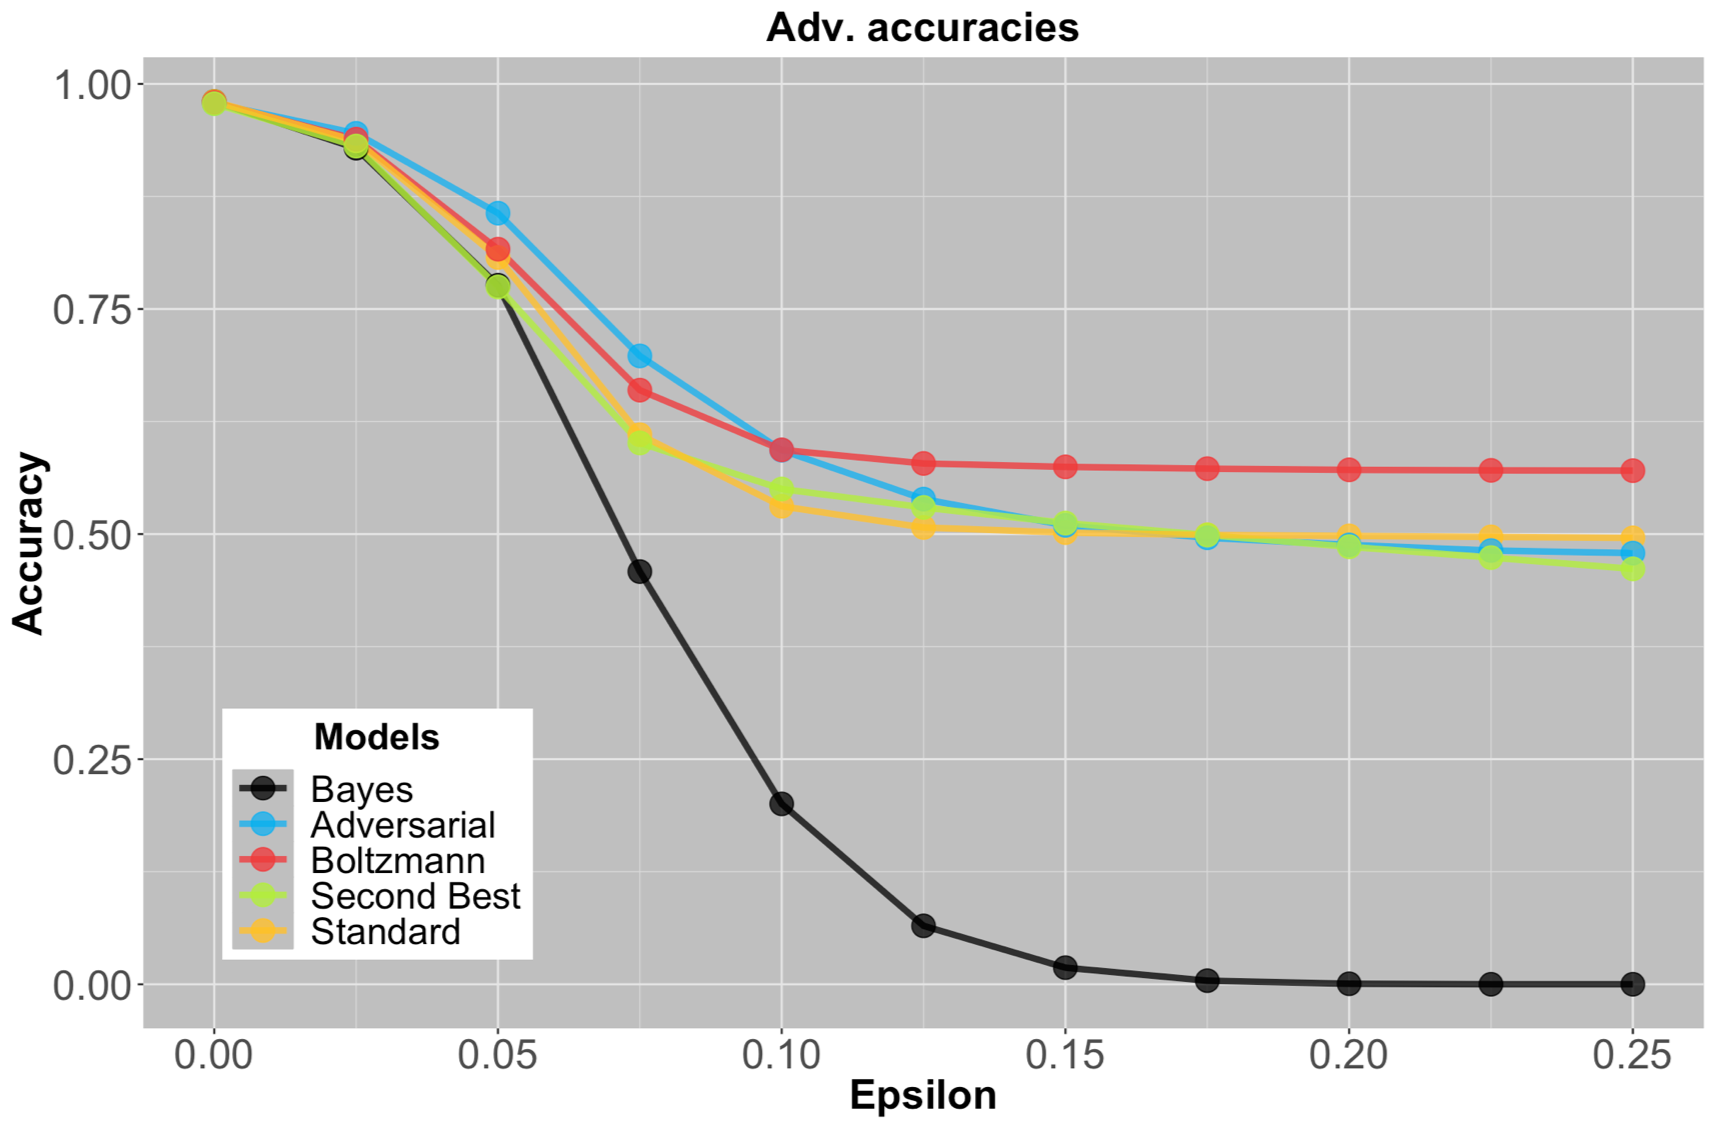 Adv. accuracies
1.00
0.75
0.50
0.25
0.00
Accuracy
Models
Bayes
Adversarial
Boltzmann
Second Best
Standard
0.00 0.05 0.10 0.15 0.20 0.25
Epsilon